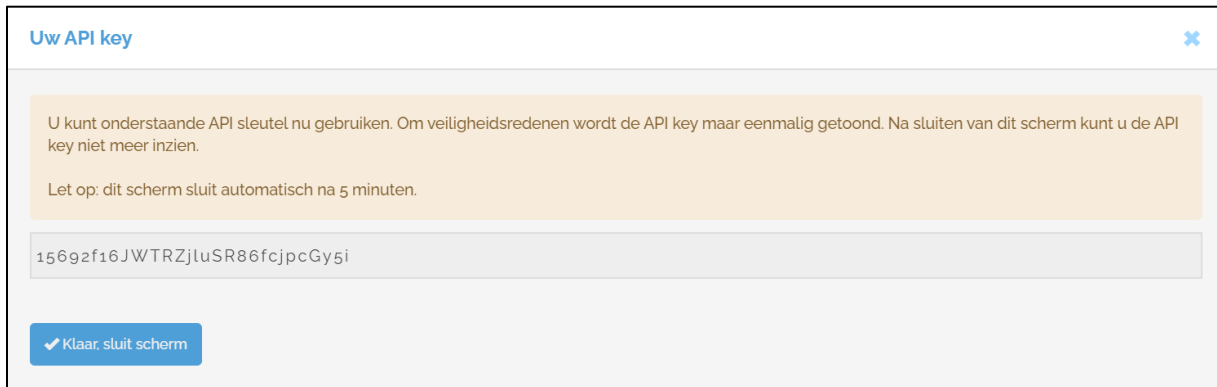 Uw API key
U kunt onderstaande API sleutel nu gebruiken. Om veiligheidsredenen wordt de API key maar eenmalig getoond. Na sluiten van dit scherm kunt u de API
key niet meer inzien.
Let op: dit scherm sluit automatisch na 5 minuten.
15692f16JWTRZjluSR86fcjpcGy5i
Klaar, sluit scherm